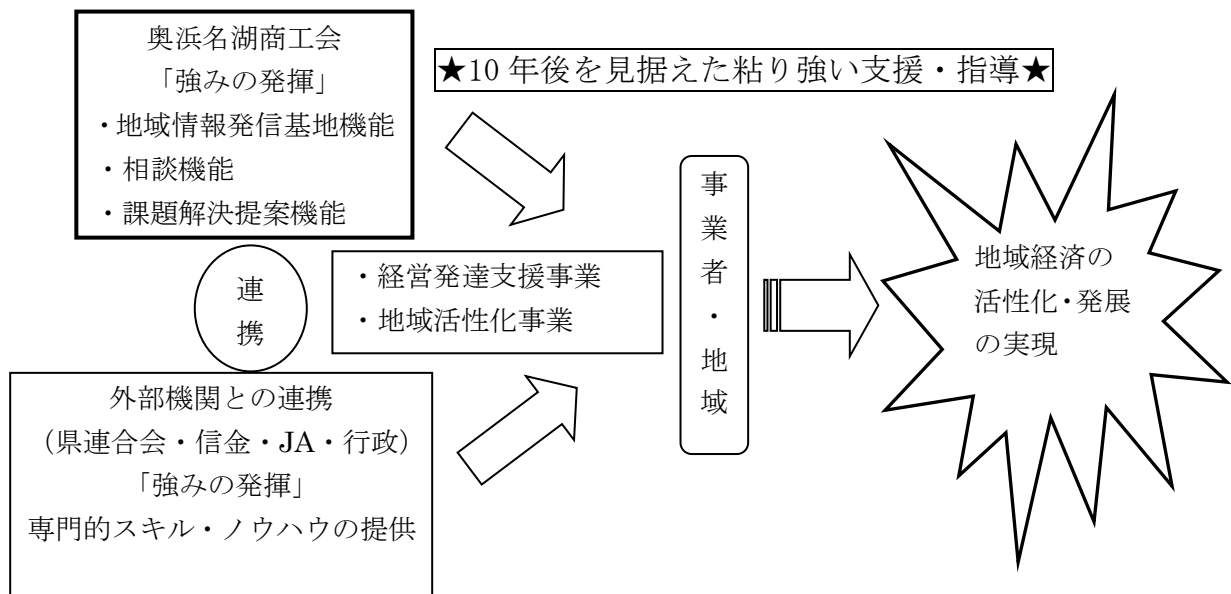 奥浜名湖商工会
「強みの発揮」
・地域情報発信基地機能
・相談機能
・課題解決提案機能
★10 年後を見据えた粘り強い支援・指導★
連
携
・経営発達支援事業
・地域活性化事業
外部機関との連携
（県連合会・信金・JA・行政）
「強みの発揮」
専門的スキル・ノウハウの提供
事
業
者
・
地
域
地域経済の
活性化・発展
の実現